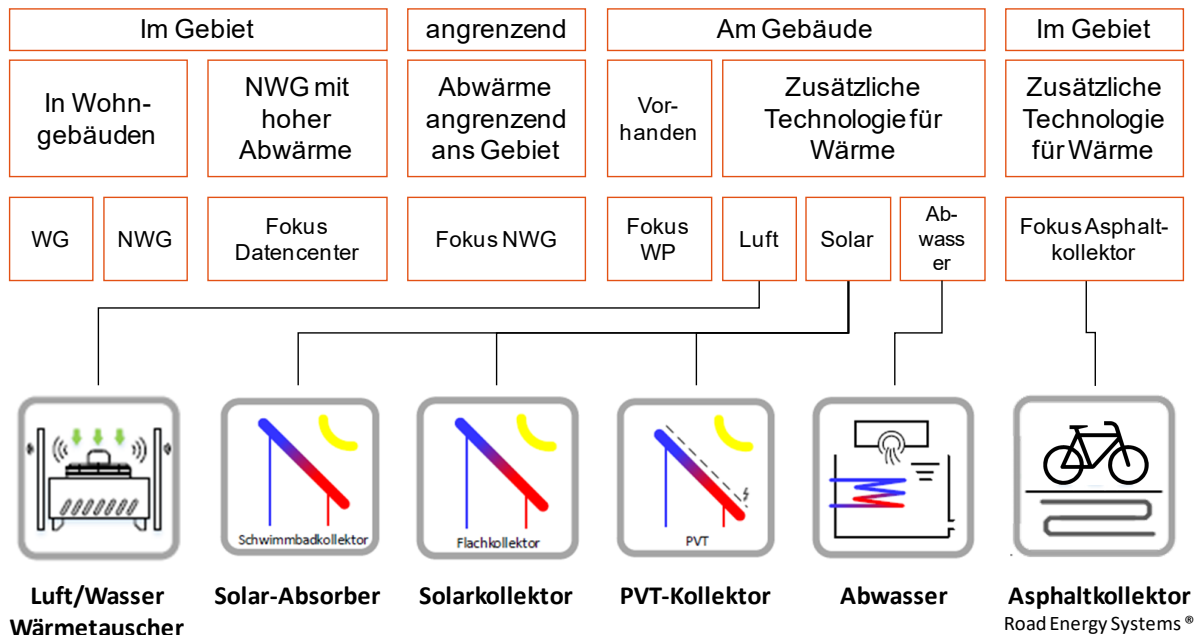 Im Gebiet
angrenzend
Am Gebäude
Im Gebiet
In Wohn-
gebäuden
NWG mit
hoher
Abwärme
Abwärme
angrenzend
ans Gebiet
Vor-
handen
Zusätzliche
Technologie für
Wärme
Zusätzliche
Technologie
für Wärme
WG
NWG
Fokus
Datencenter
Fokus NWG
Fokus
WP
Luft
Solar
Ab-
wass
er
Fokus Asphalt-
kollektor
Schwimmbadkollektor
Flachkollektor
PVT
Luft/Wasser
Wärmetauscher
Solar-Absorber
Solarkollektor
PVT-Kollektor
Abwasser
Asphaltkollektor
Road Energy Systems ®